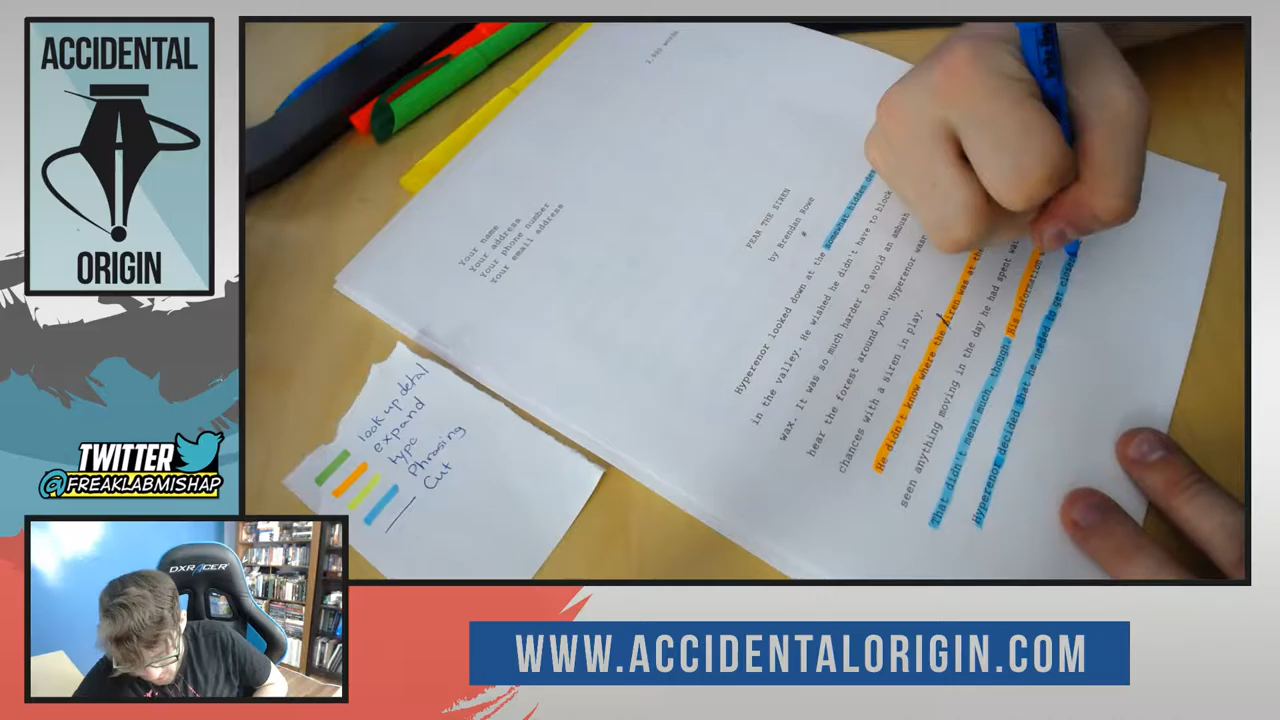 ACCIDENTAL
ORIGIN
TWITTER
@FREAKLABMISHAP
DXRACER
WWW.ACCIDENTALORIGIN.COM
Your name
Your address
Your phone number
Your email address
FEAR THE SIREN
by Brendan Rowe
#
Hyperenor looked down at the somewhat hidden
in the valley. He wished he didn't have to block
wax. It was so much harder to avoid an ambush
hear the forest around you. Hyperenor
chances with a siren in play.
He didn't know where the siren was at
seen anything moving in the day he had spent
That didn't mean much, though. His information
Hyperenor decided that he needed to get closer
look up detail
expand
typo
Phrasing
Cut